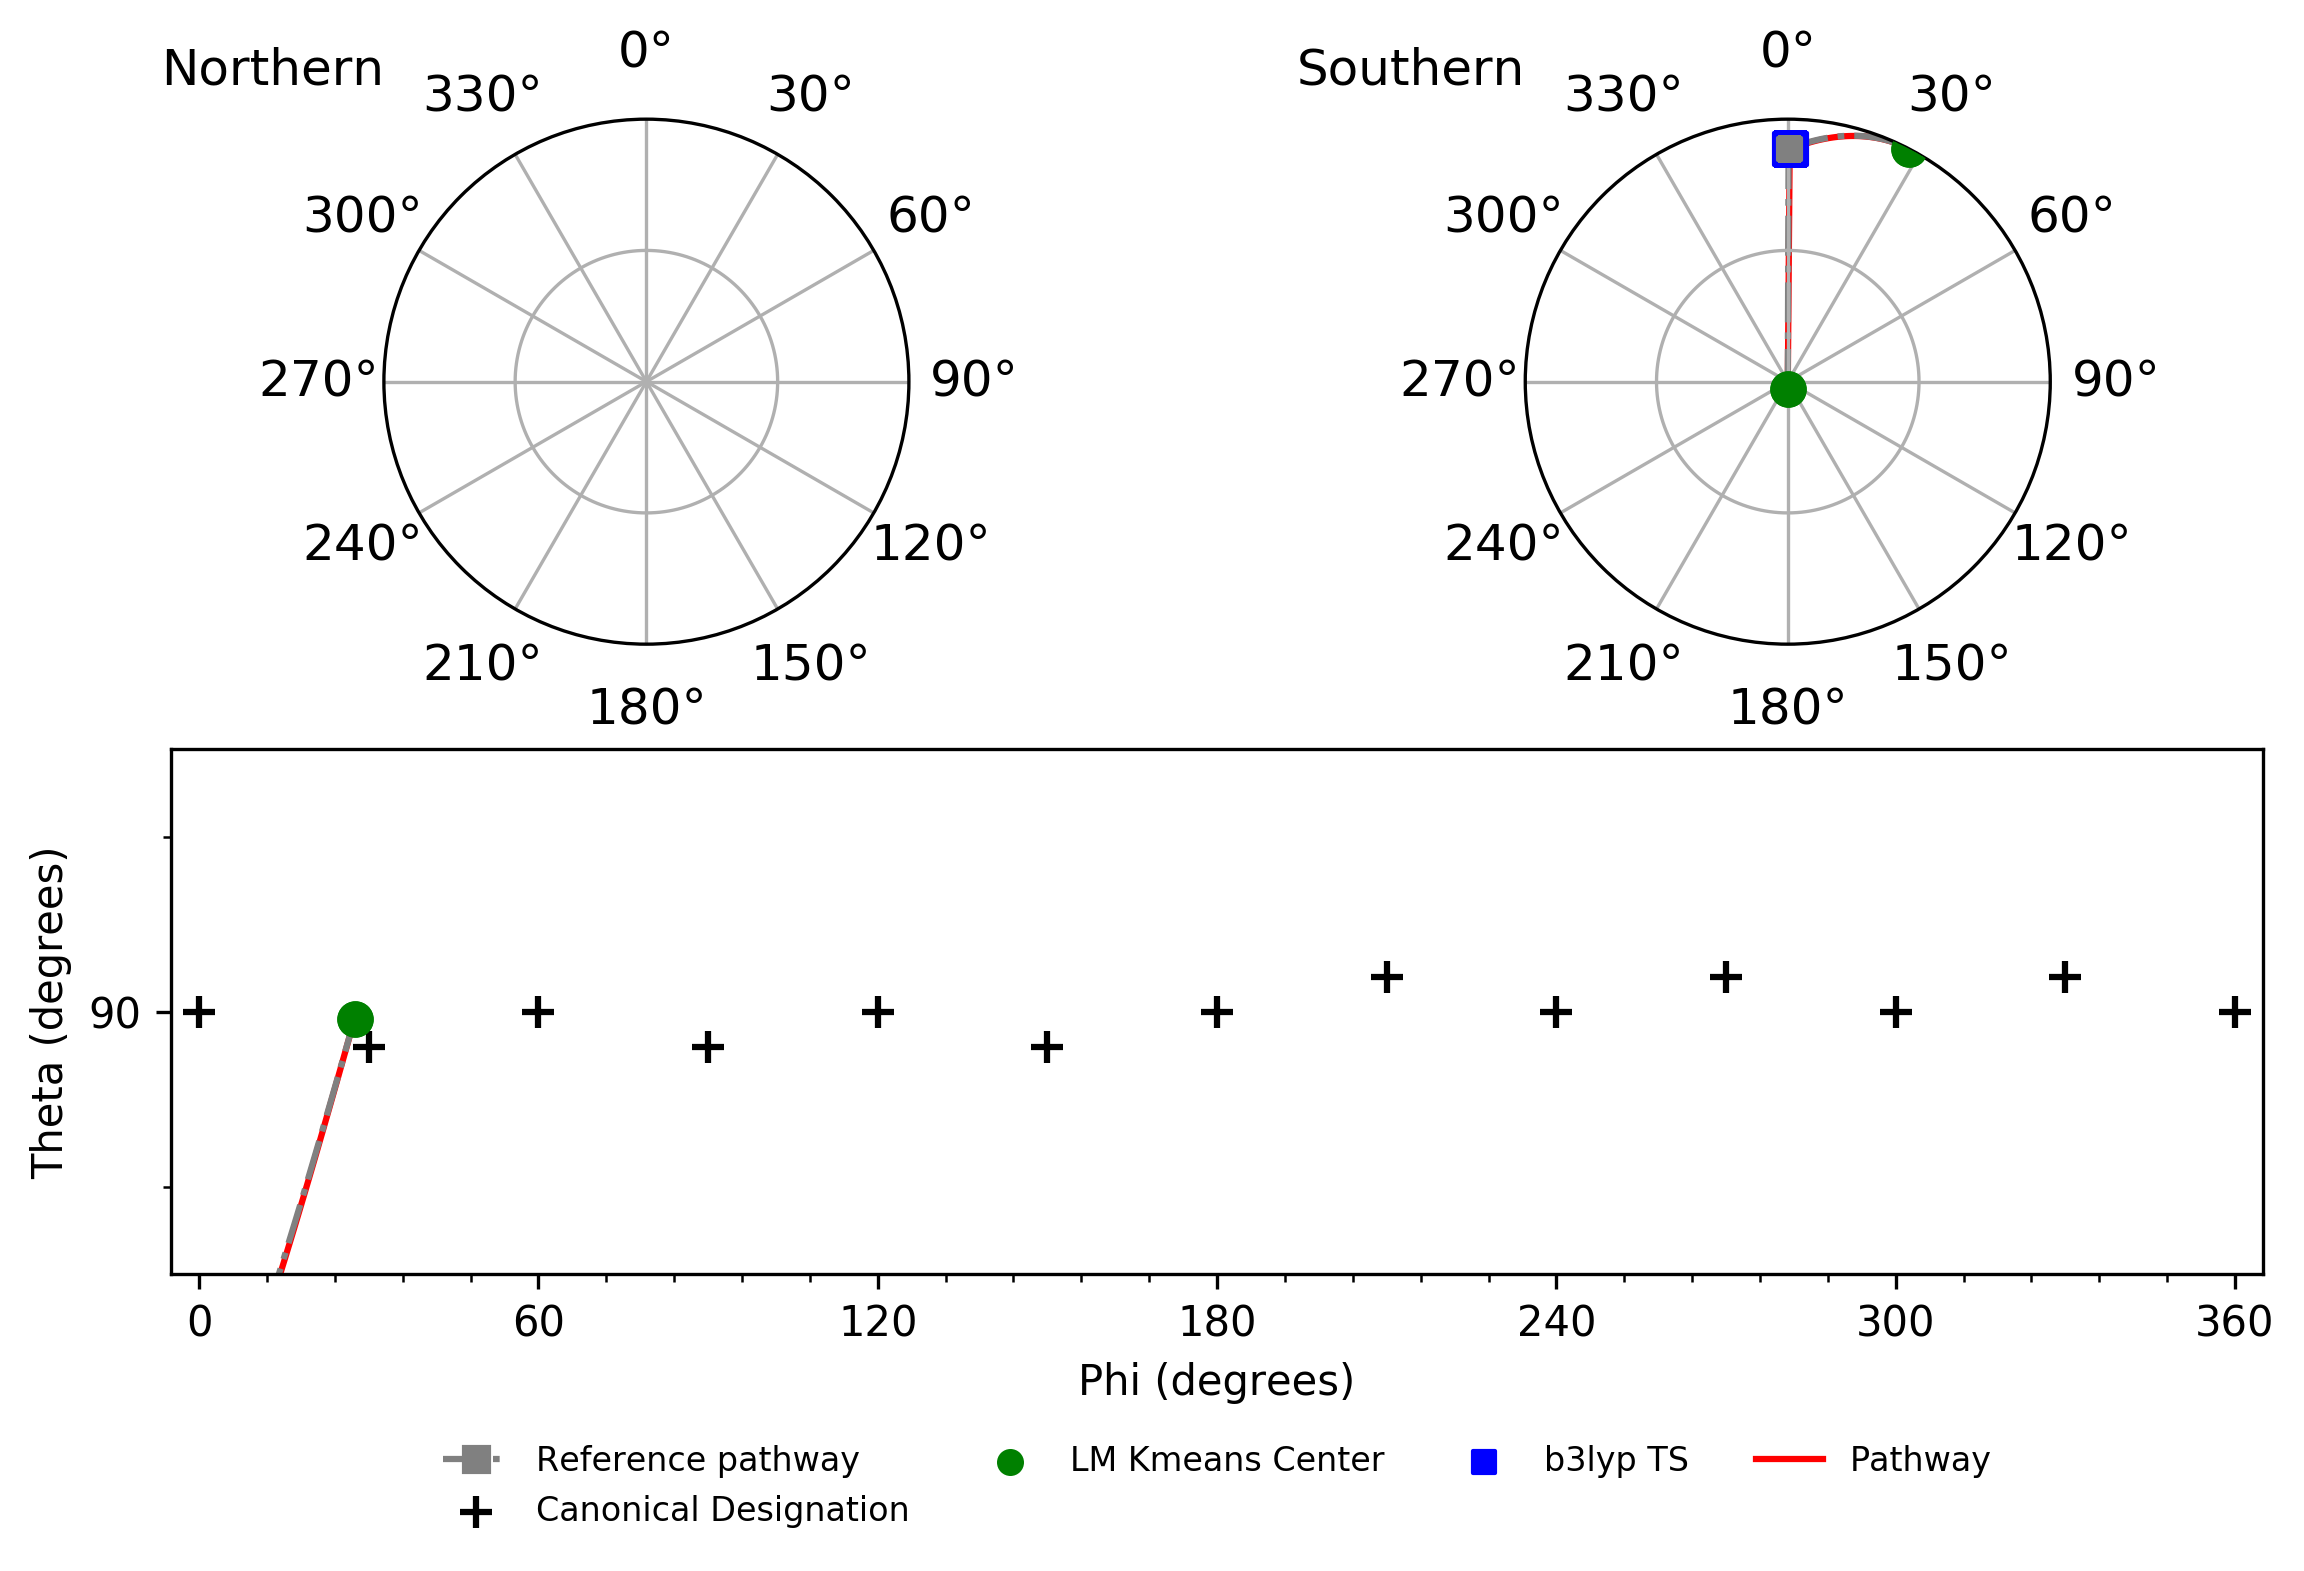 Northern
0°
330°
30°
300°
60°
270°
90°
240°
120°
210°
150°
180°
Southern
0°
330°
30°
300°
60°
270°
90°
240°
120°
210°
150°
180°
Theta (degrees)
90
0 60 120 180 240 300 360
Phi (degrees)
Reference pathway
Canonical Designation
LM Kmeans Center
b3lyp TS
Pathway